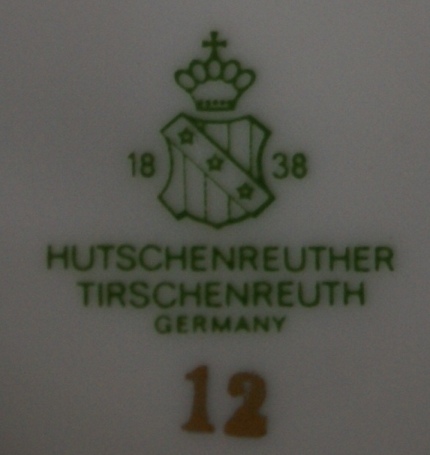 18 38
HUTSCHENREUTHER
TIRSCHENREUTH
GERMANY
12